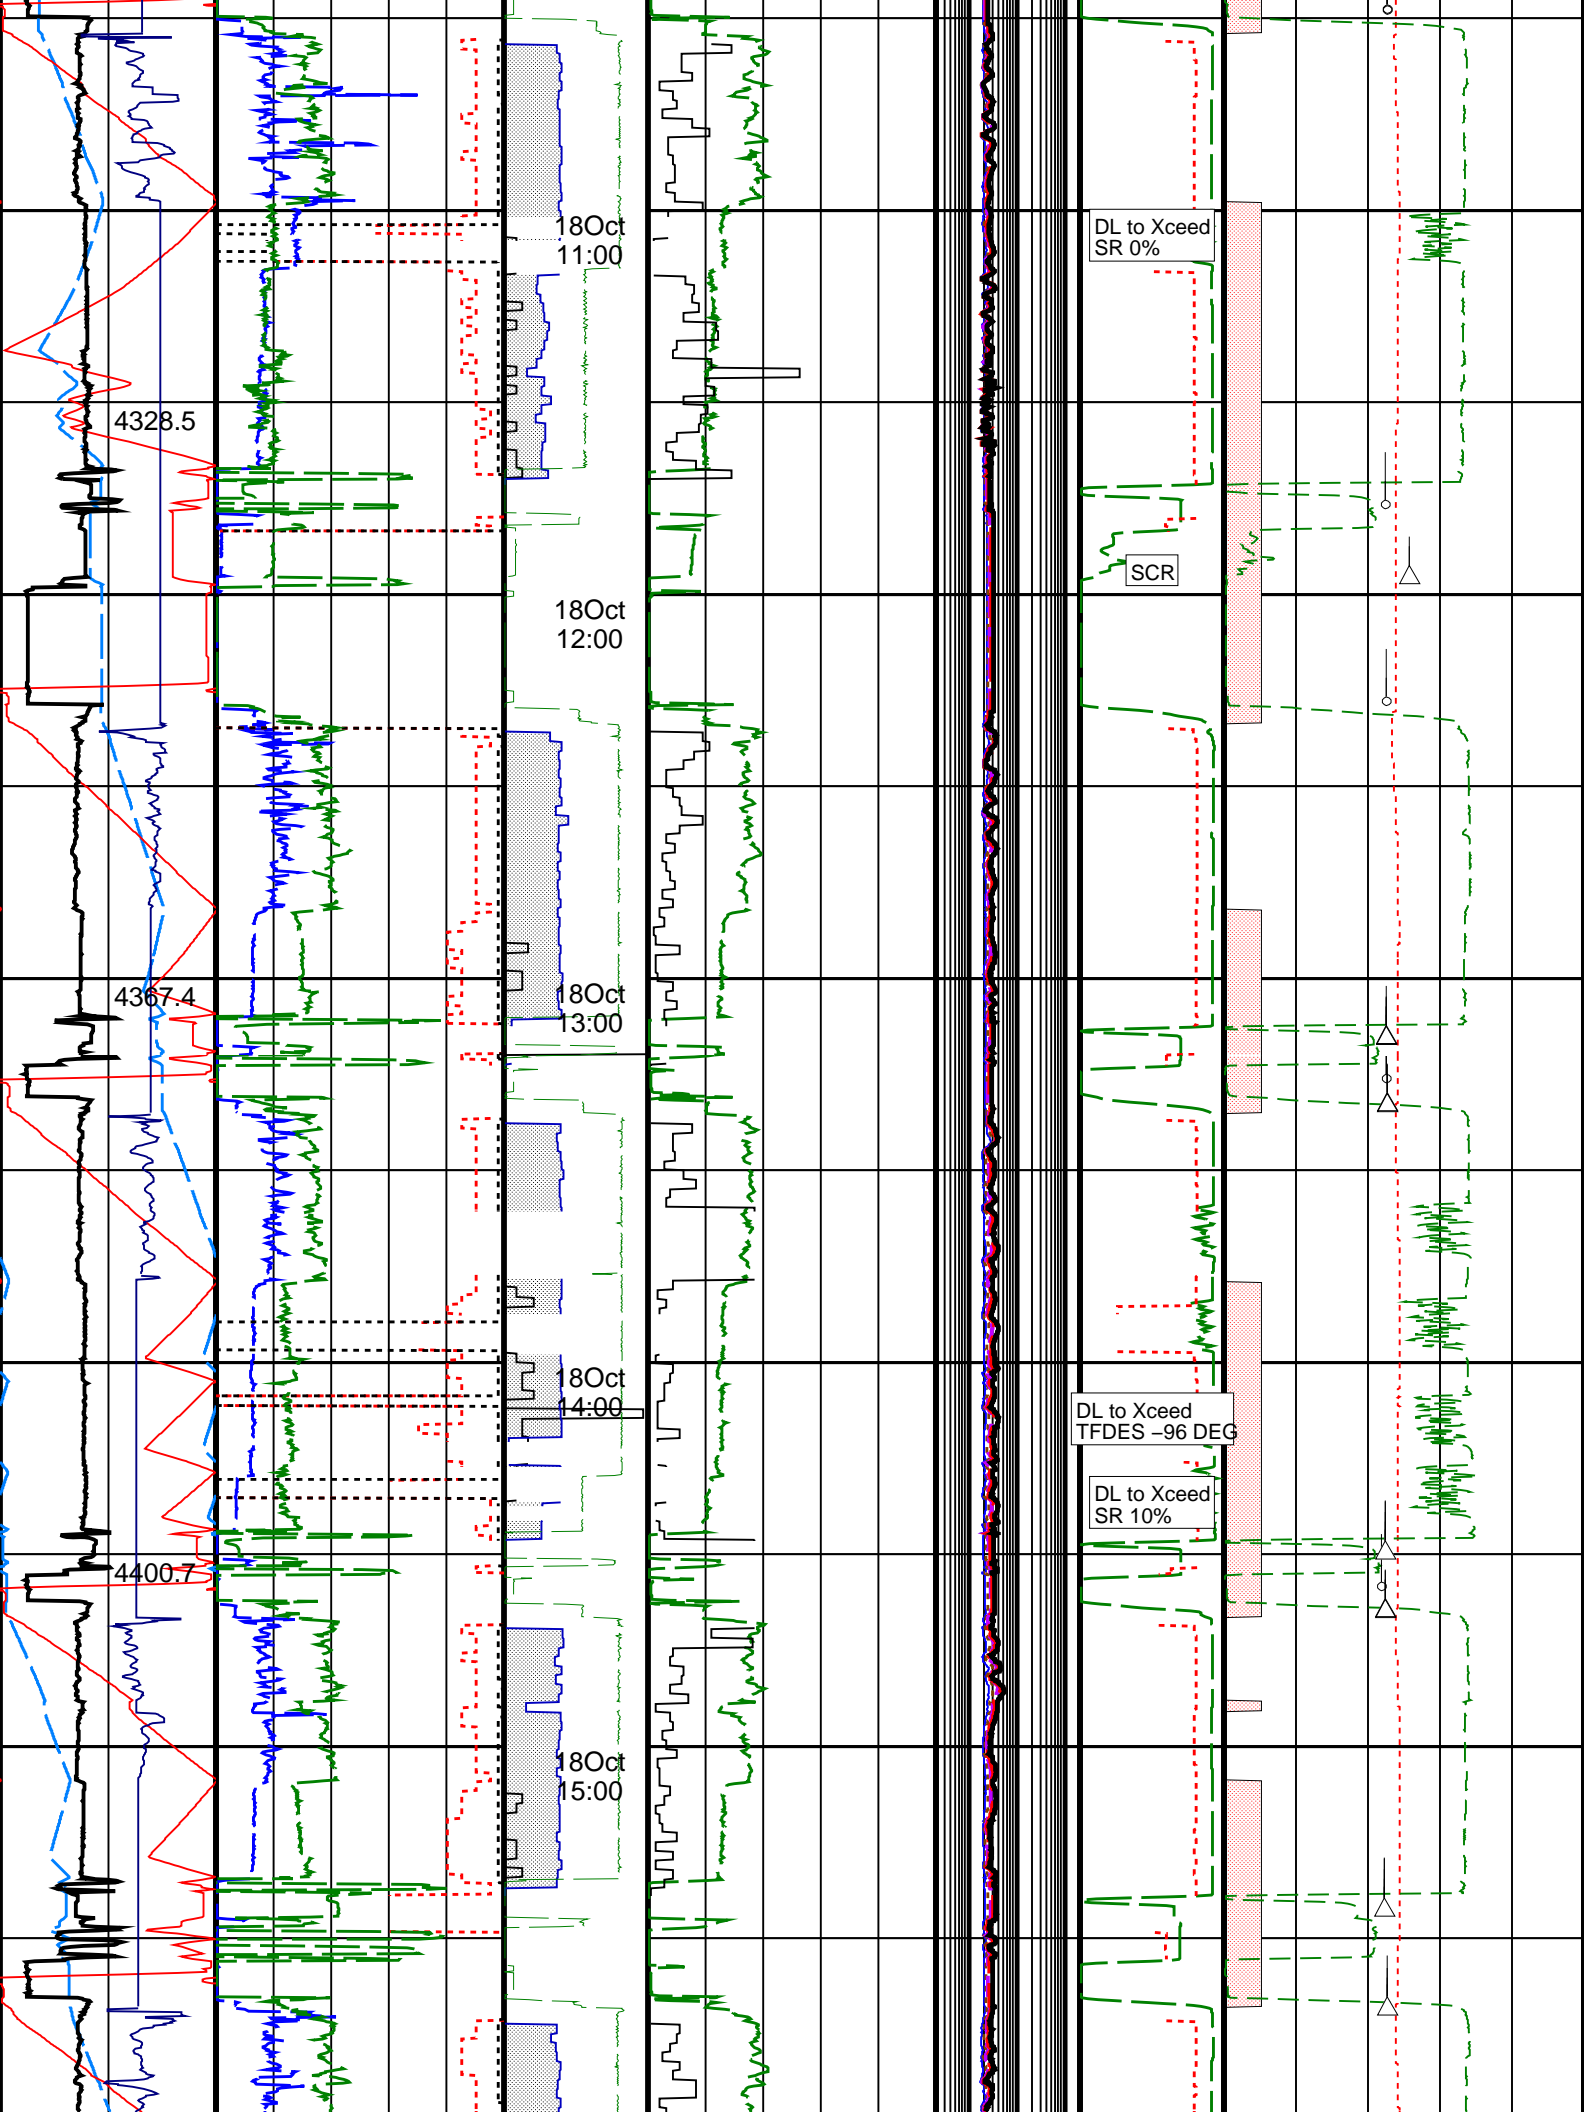 18Oct
11:00
DL to Xceed
SR 0%
4328.5
SCR
18Oct
12:00
4367.4
18Oct
13:00
18Oct
14:00
DL to Xceed
TFDES –96 DEG
DL to Xceed
SR 10%
4400.7
18Oct
15:00